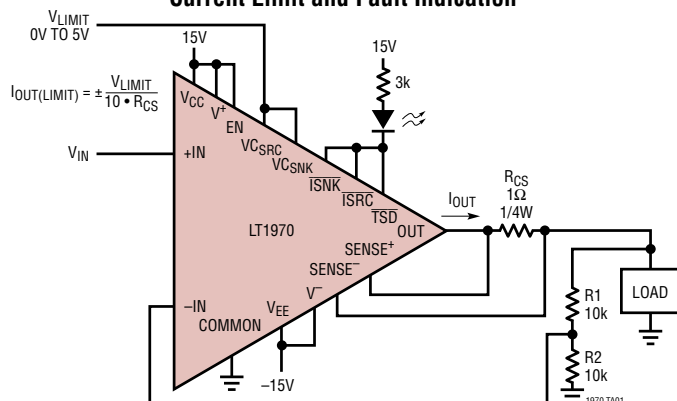 Current Limit and Fault Indication
VLIMIT
0V TO 5V
15V
15V
3k
IOUT(LIMIT) = ± VLIMIT
10 • RCS
VCC
V+
EN
VCSRC
VCSNK
ISNK
ISRC
TSD
VIN
+IN
LT1970
OUT
IOUT
RCS
1Ω
1/4W
SENSE+
SENSE–
V–
VEE
–IN
COMMON
–15V
R1
10k
LOAD
R2
10k
1970 TA01